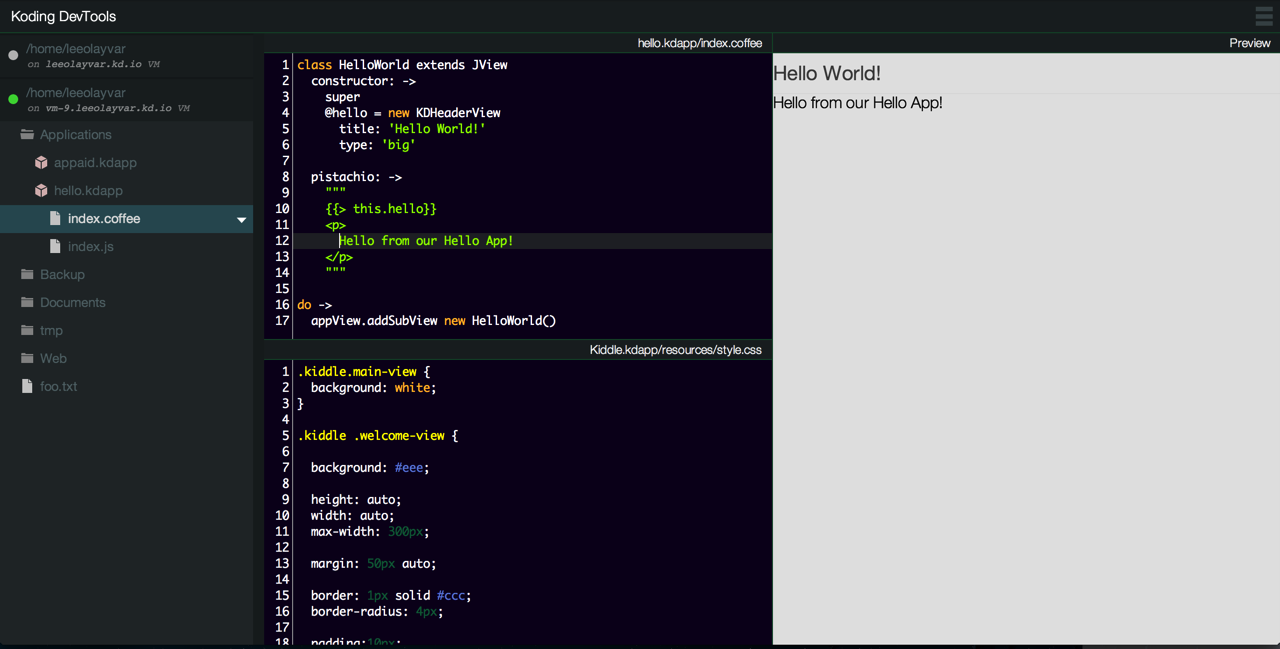 Koding DevTools
/home/leeolayvar
on leeolayvar.kd.io VM
/home/leeolayvar
on vm-9.leeolayvar.kd.io VM
Applications
appaid.kdapp
hello.kdapp
index.coffee
index.js
Backup
Documents
tmp
Web
foo.txt
hello.kdapp/index.coffee
1 class HelloWorld extends JView
2   constructor: ->
3     super
4     @hello = new KDHeaderView
5       title: 'Hello World!'
6       type: 'big'
7
8   pistachio: ->
9     """
10     {{> this.hello}}
11     <p>
12       Hello from our Hello App!
13     </p>
14     """
15
16 do ->
17   appView.addSubView new HelloWorld()
Kiddle.kdapp/resources/style.css
1 .kiddle.main-view {
2   background: white;
3 }
4
5 .kiddle .welcome-view {
6
7   background: #eee;
8
9   height: auto;
10   width: auto;
11   max-width: 300px;
12
13   margin: 50px auto;
14
15   border: 1px solid #ccc;
16   border-radius: 4px;
17
18   padding:10px;
Preview
Hello World!
Hello from our Hello App!